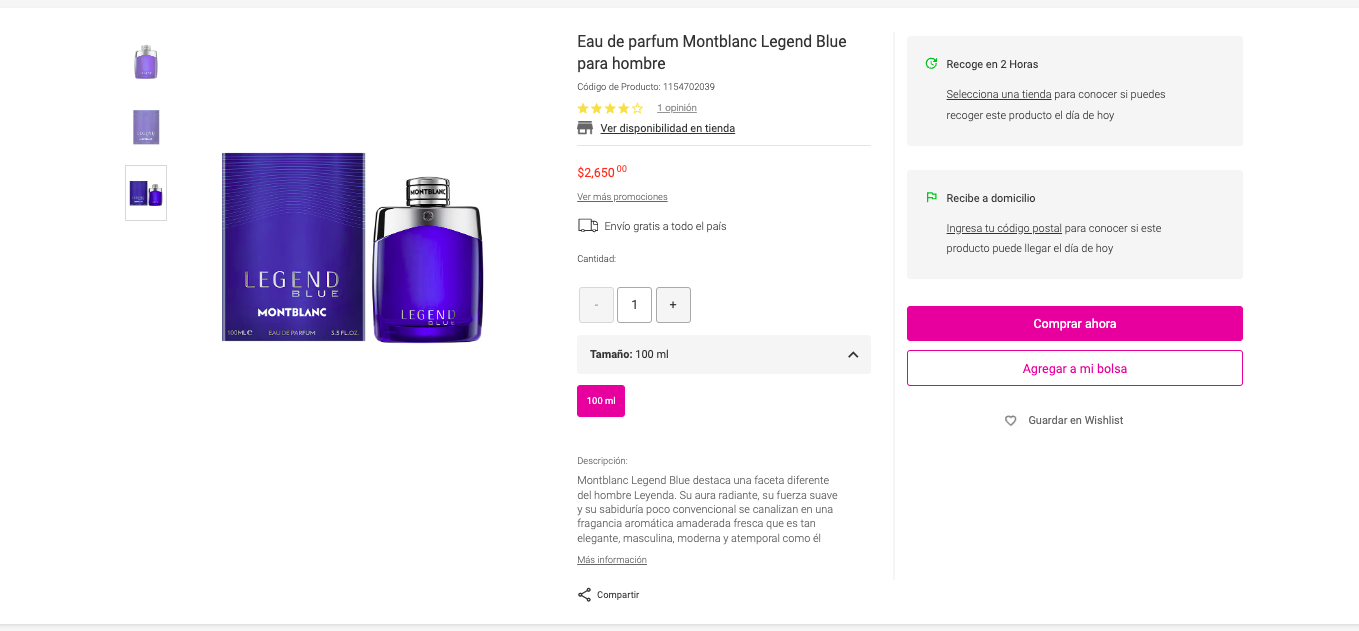 Eau de parfum Montblanc Legend Blue
para hombre
Código de Producto: 1154702039
1 opinión
Ver disponibilidad en tienda
$2,650.00
Ver más promociones
Envío gratis a todo el país
Cantidad:
- 1 +
Tamaño: 100 ml
100 ml
Descripción:
Montblanc Legend Blue destaca una faceta diferente
del hombre Leyenda. Su aura radiante, su fuerza suave
y su sabiduría poco convencional se canalizan en una
fragancia aromática amaderada fresca que es tan
elegante, masculina, moderna y atemporal como él
Más información
Compartir
Recoge en 2 Horas
Selecciona una tienda para conocer si puedes
recoger este producto el día de hoy
Recibe a domicilio
Ingresa tu código postal para conocer si este
producto puede llegar el día de hoy
Comprar ahora
Agregar a mi bolsa
Guardar en Wishlist
LEGEND
BLUE
MONTBLANC
100ML℮ EAU DE PARFUM 3.3 FL.OZ.
MONTBLANC
LEGEND
BLUE